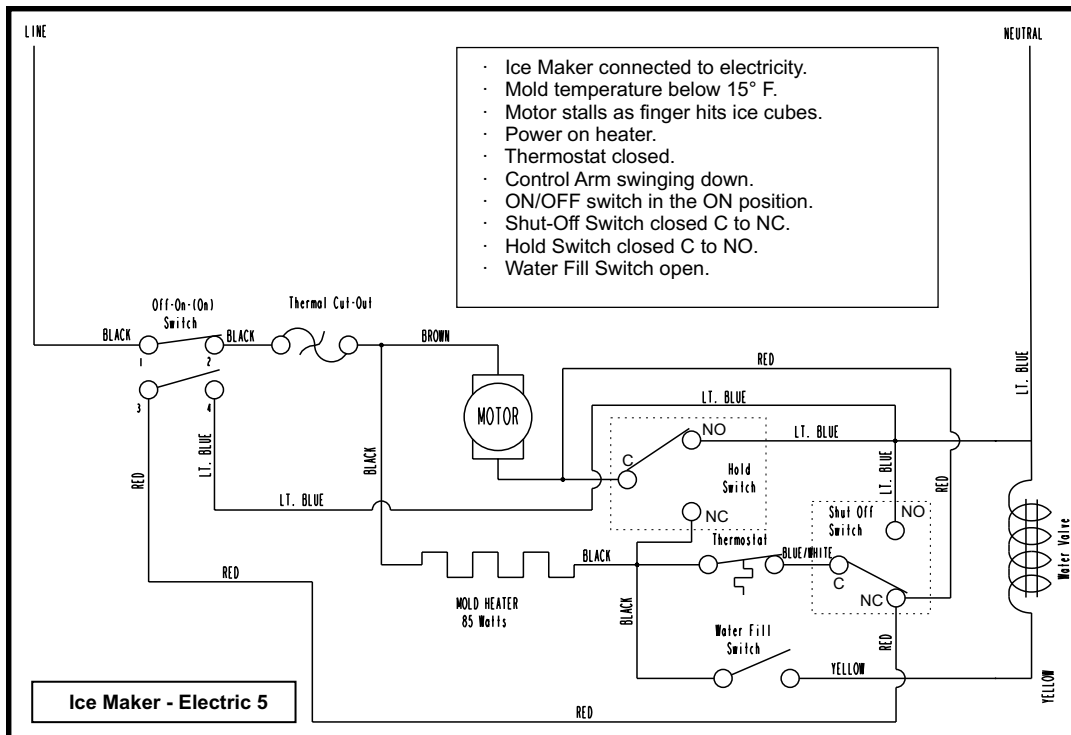 LINE
NEUTRAL
· Ice Maker connected to electricity.
· Mold temperature below 15° F.
· Motor stalls as finger hits ice cubes.
· Power on heater.
· Thermostat closed.
· Control Arm swinging down.
· ON/OFF switch in the ON position.
· Shut-Off Switch closed C to NC.
· Hold Switch closed C to NO.
· Water Fill Switch open.
Off-On-(On)
Switch
Thermal Cut-Out
BLACK
BLACK
BROWN
RED
LT. BLUE
1
2
3
4
MOTOR
LT. BLUE
NO
LT. BLUE
C
Hold
Switch
NC
RED
LT. BLUE
BLACK
LT. BLUE
RED
LT. BLUE
Shut Off
Switch
NO
Thermostat
BLACK
BLUE/WHITE
C
NC
Water Valve
RED
MOLD HEATER
85 Watts
BLACK
Water Fill
Switch
RED
YELLOW
YELLOW
Ice Maker - Electric 5
RED